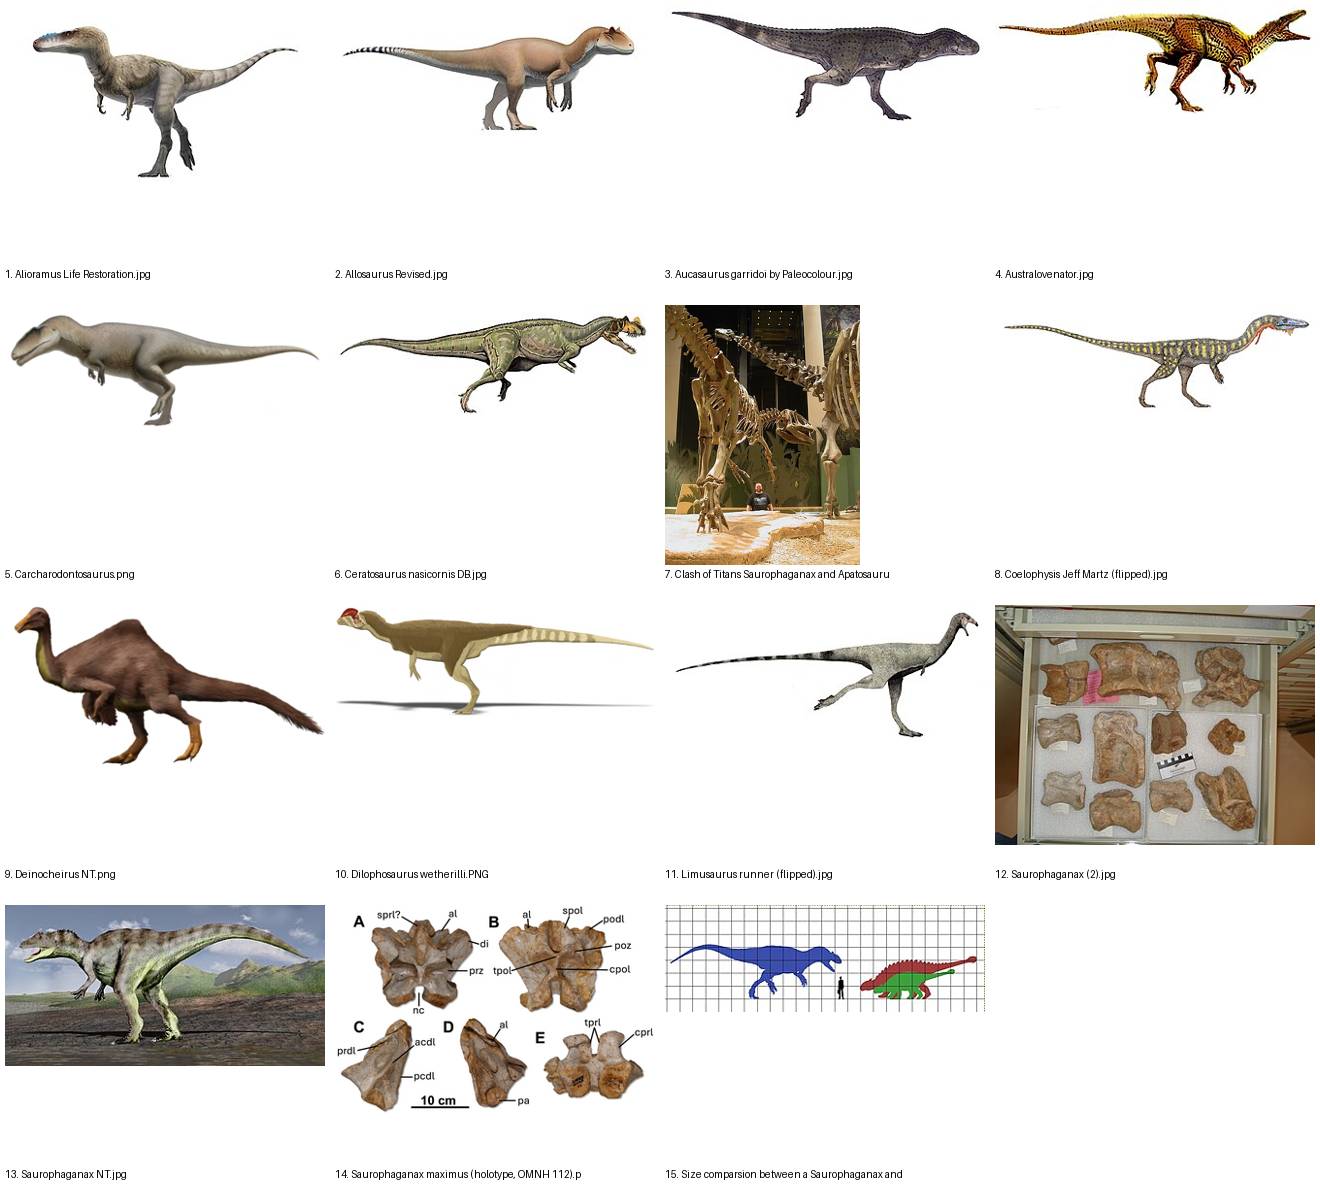 1. Alioramus Life Restoration.jpg
2. Allosaurus Revised.jpg
3. Aucasaurus garridoi by Paleocolour.jpg
4. Australovenator.jpg
5. Carcharodontosaurus.png
6. Ceratosaurus nasicornis DB.jpg
7. Clash of Titans Saurophaganax and Apatosauru
8. Coelophysis Jeff Martz (flipped).jpg
9. Deinocheirus NT.png
10. Dilophosaurus wetherilli.PNG
11. Limusaurus runner (flipped).jpg
12. Saurophaganax (2).jpg
A
sprl?
al
di
prz
nc
B
al
spol
podl
poz
tpol
cpol
C
prdl
acdl
pcdl
D
al
pa
E
tprl
cprl
10 cm
13. Saurophaganax NT.jpg
14. Saurophaganax maximus (holotype, OMNH 112).p
15. Size comparsion between a Saurophaganax and